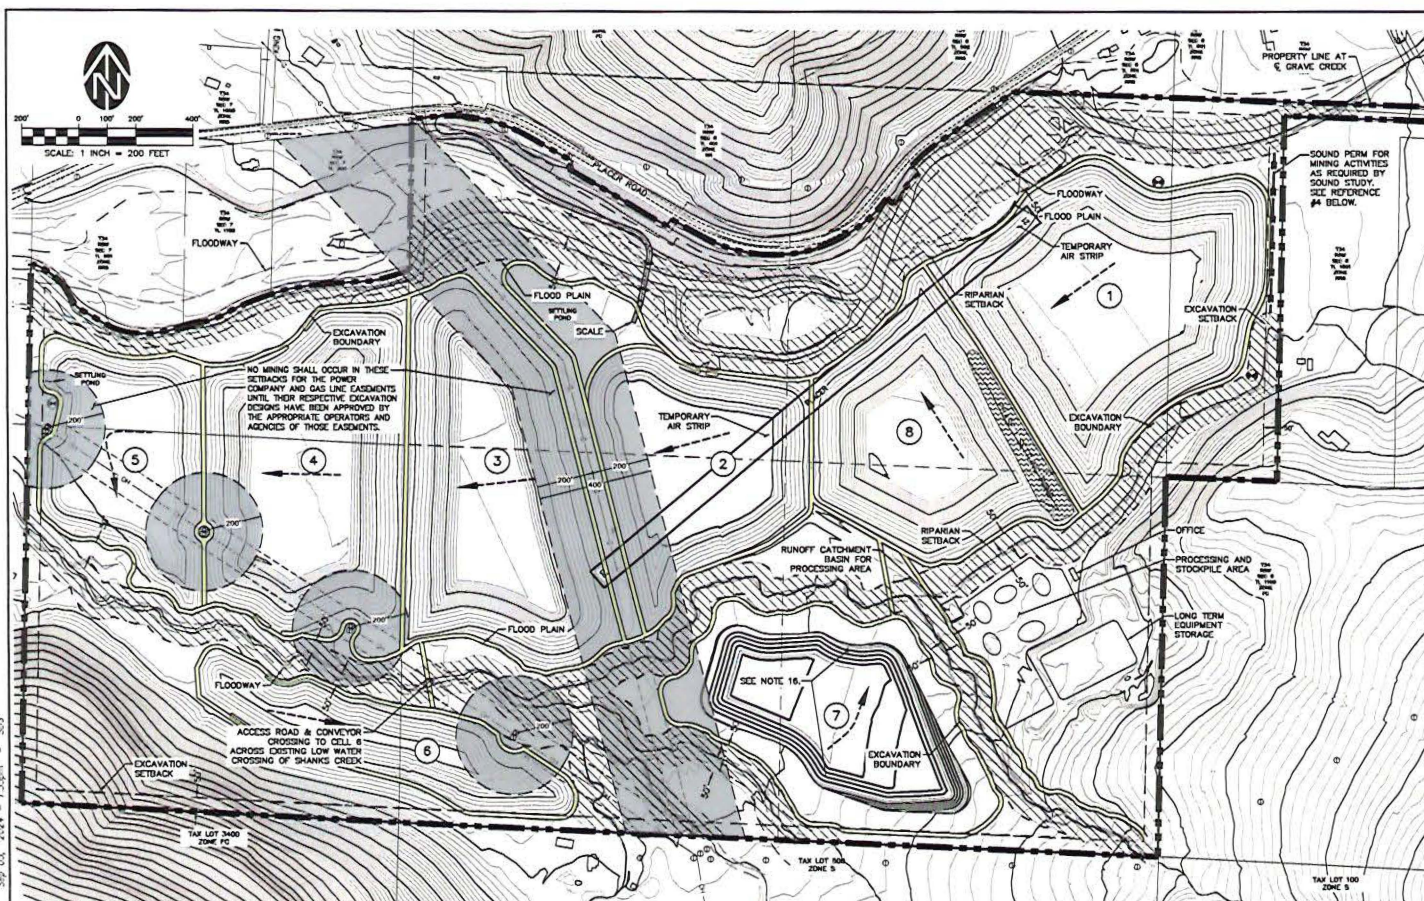 N
PROPERTY LINE AT
℄ GRAVE CREEK
200' 0 100' 200' 400'
SCALE: 1 INCH = 200 FEET
PLACER ROAD
SOUND PERM FOR
MINING ACTIVITIES
AS REQUIRED BY
SOUND STUDY.
SEE REFERENCE
#4 BELOW.
FLOODWAY
FLOOD PLAIN
FLOODWAY
TEMPORARY
AIR STRIP
FLOOD PLAIN
SETTLING
POND
SCALE
RIPARIAN
SETBACK
1
EXCAVATION
SETBACK
EXCAVATION
BOUNDARY
NO MINING SHALL OCCUR IN THESE
SETBACKS FOR THE POWER
COMPANY AND GAS LINE EASEMENTS
UNTIL THEIR RESPECTIVE EXCAVATION
DESIGNS HAVE BEEN APPROVED BY
THE APPROPRIATE OPERATORS AND
AGENCIES OF THOSE EASEMENTS.
SETTLING
POND
TEMPORARY
AIR STRIP
EXCAVATION
BOUNDARY
200'
5
4
3
2
8
200'
200'
400'
50'
200'
50'
RIPARIAN
SETBACK
OFFICE
RUNOFF CATCHMENT
BASIN FOR
PROCESSING AREA
PROCESSING AND
STOCKPILE AREA
50'
200'
50'
FLOOD PLAIN
LONG TERM
EQUIPMENT
STORAGE
FLOODWAY
SEE NOTE 16.
50'
50'
7
200'
ACCESS ROAD & CONVEYOR
CROSSING TO CELL 6
ACROSS EXISTING LOW WATER
CROSSING OF SHANKS CREEK
6
EXCAVATION
BOUNDARY
EXCAVATION
SETBACK
50'
TAX LOT 3400
ZONE FC
TAX LOT 500
ZONE S
TAX LOT 100
ZONE S